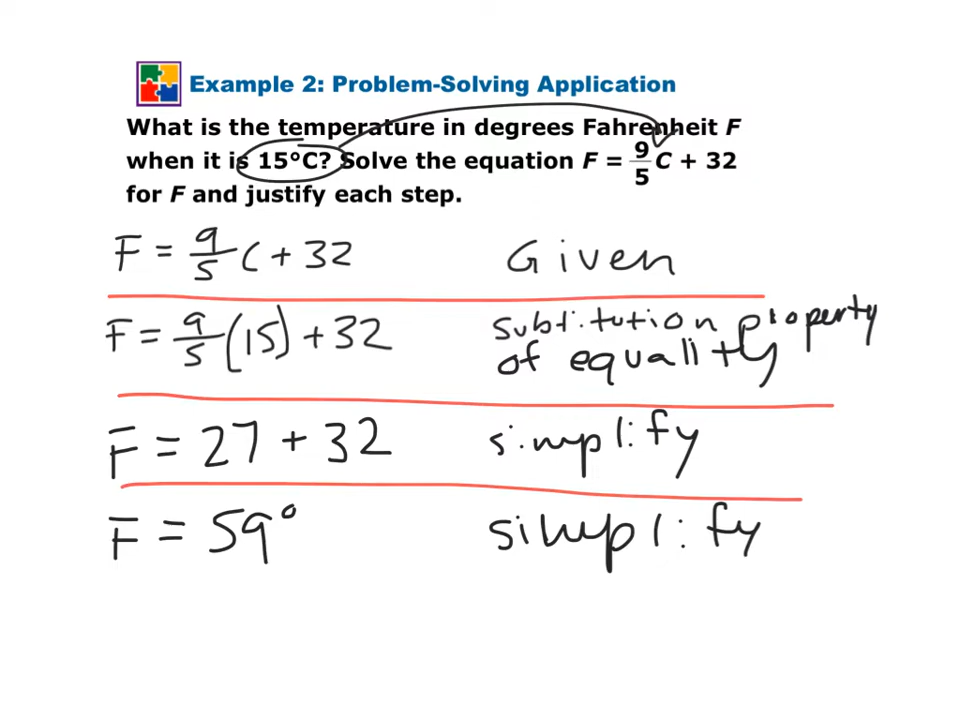 Example 2: Problem-Solving Application
What is the temperature in degrees Fahrenheit F
when it is 15°C? Solve the equation F = 9/5 C + 32
for F and justify each step.
F = 9/5 C + 32 Given
F = 9/5 (15) + 32 substitution property
of equality
F = 27 + 32 simplify
F = 59° simplify